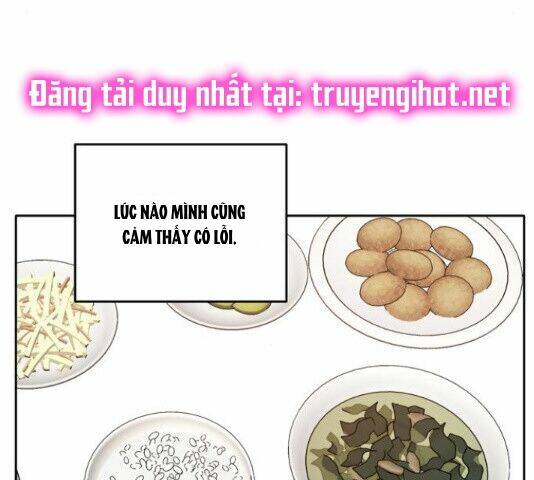 Đăng tải duy nhất tại: truyengihot.net
LÚC NÀO MÌNH CŨNG
CẢM THẤY CÓ LỖI.